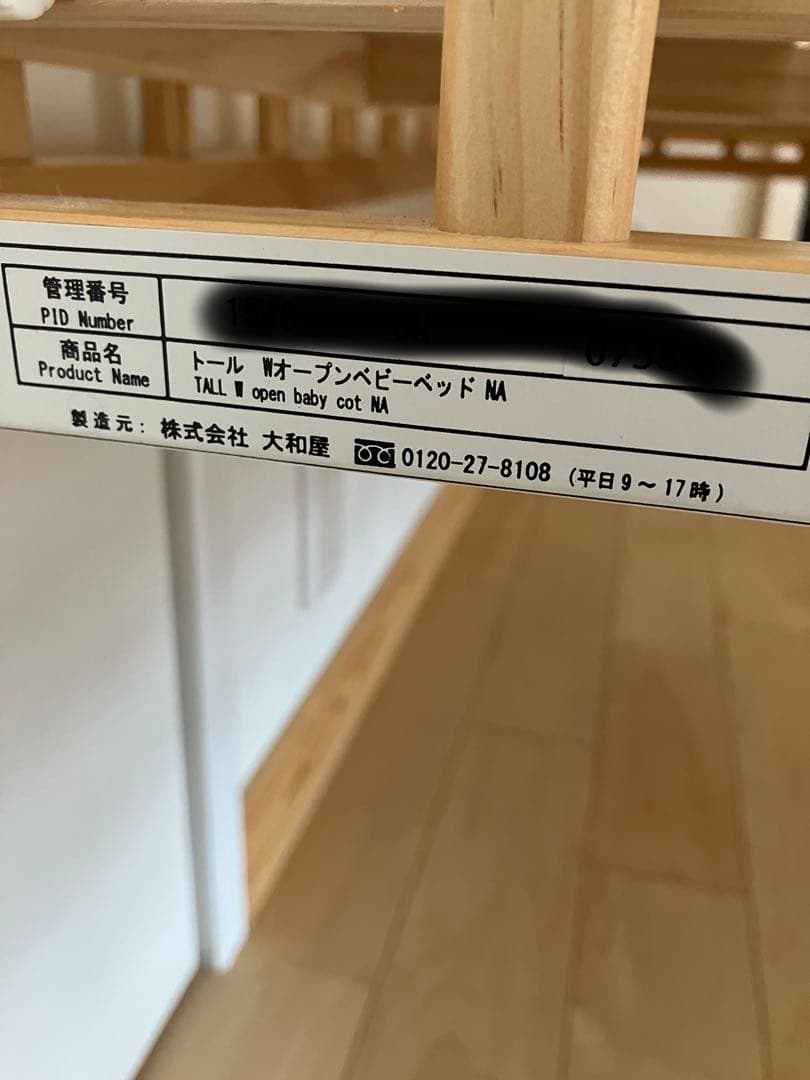 管理番号
PID Number
商品名
Product Name
トール Wオープンベビーベッド NA
TALL W open baby cot NA
製造元: 株式会社 大和屋 0120-27-8108 (平日9~17時)